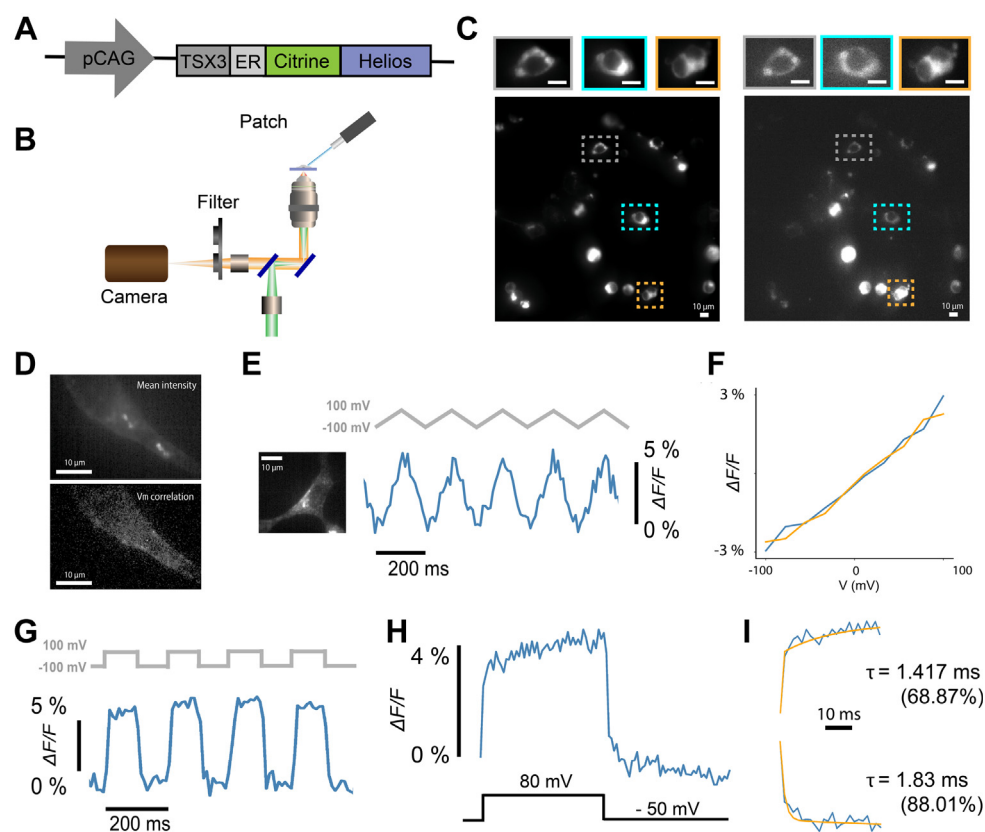 A
pCAG
TSX3 ER Citrine Helios
B
Patch
Filter
Camera
C
10 μm
10 μm
D
Mean intensity
10 μm
Vm correlation
10 μm
E
100 mV
-100 mV
10 μm
5 %
ΔF/F
0 %
200 ms
F
3 %
ΔF/F
-3 %
-100 0 100
V (mV)
G
100 mV
-100 mV
5 %
ΔF/F
0 %
200 ms
H
4 %
ΔF/F
0 %
80 mV
- 50 mV
I
τ = 1.417 ms
(68.87%)
10 ms
τ = 1.83 ms
(88.01%)